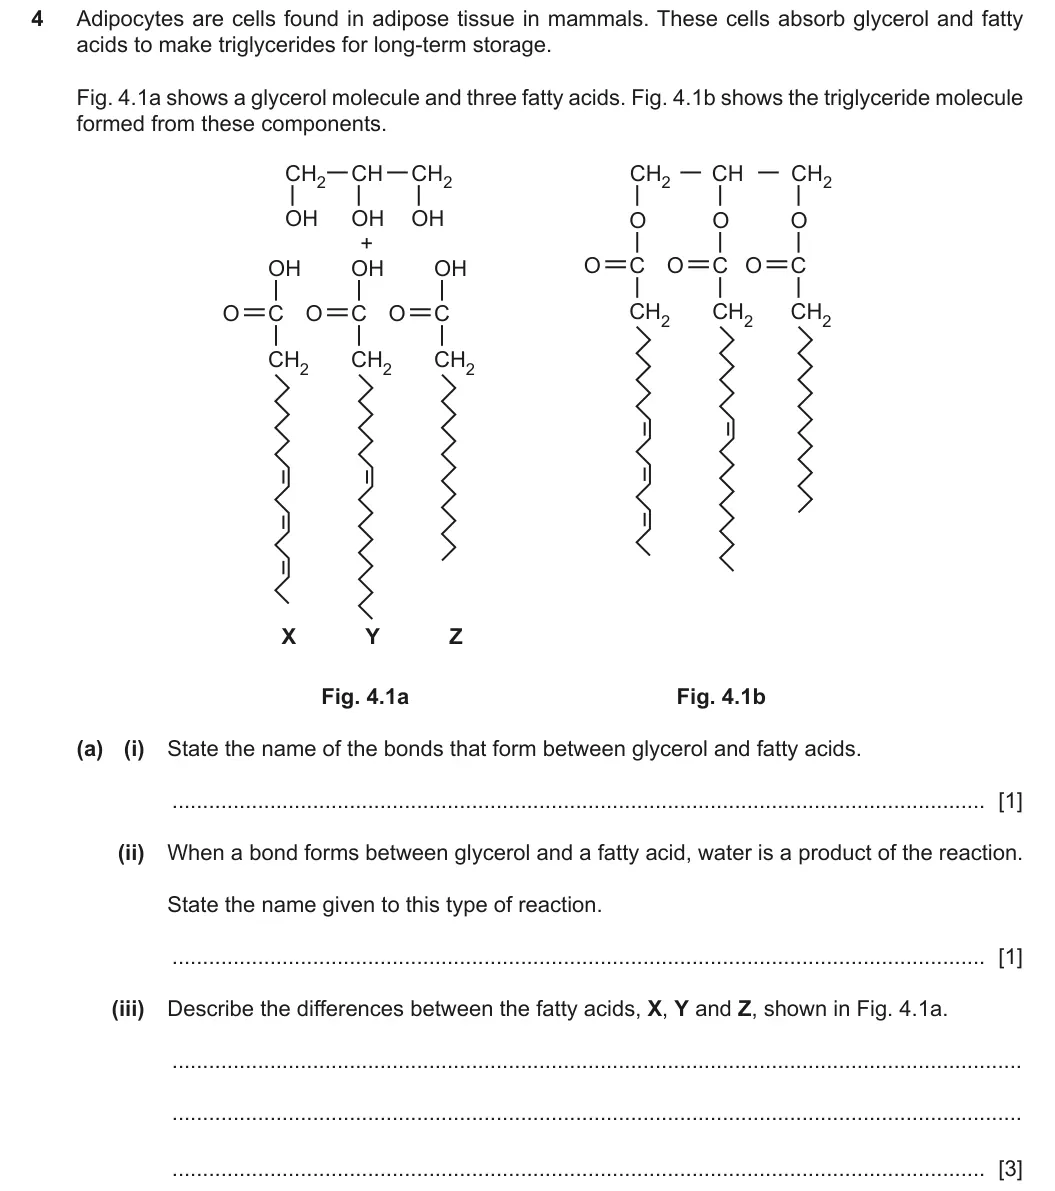 4 Adipocytes are cells found in adipose tissue in mammals. These cells absorb glycerol and fatty
acids to make triglycerides for long-term storage.
Fig. 4.1a shows a glycerol molecule and three fatty acids. Fig. 4.1b shows the triglyceride molecule
formed from these components.
CH2—CH—CH2
OH OH OH
+
OH OH OH
O=C O=C O=C
CH2 CH2 CH2
X Y Z
Fig. 4.1a
CH2 — CH — CH2
O O O
O=C O=C O=C
CH2 CH2 CH2
Fig. 4.1b
(a) (i) State the name of the bonds that form between glycerol and fatty acids.
.......................................................................................................................................... [1]
(ii) When a bond forms between glycerol and a fatty acid, water is a product of the reaction.
State the name given to this type of reaction.
.......................................................................................................................................... [1]
(iii) Describe the differences between the fatty acids, X, Y and Z, shown in Fig. 4.1a.
................................................................................................................................................
................................................................................................................................................
.......................................................................................................................................... [3]